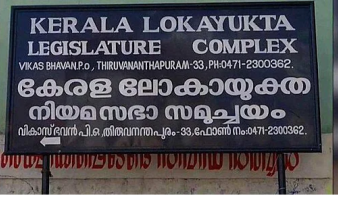 KERALA LOKAYUKTA
LEGISLATURE COMPLEX
VIKAS BHAVAN.P.o , THIRUVANANTHAPURAM-33,PH:0471-2300362.
കേരള ലോകായുക്ത
നിയമസഭാ സമുച്ചയം
വികാസ് ഭവൻ പി.ഒ,തിരുവനന്തപുരം-33,ഫോൺ നം:0471-2300362.